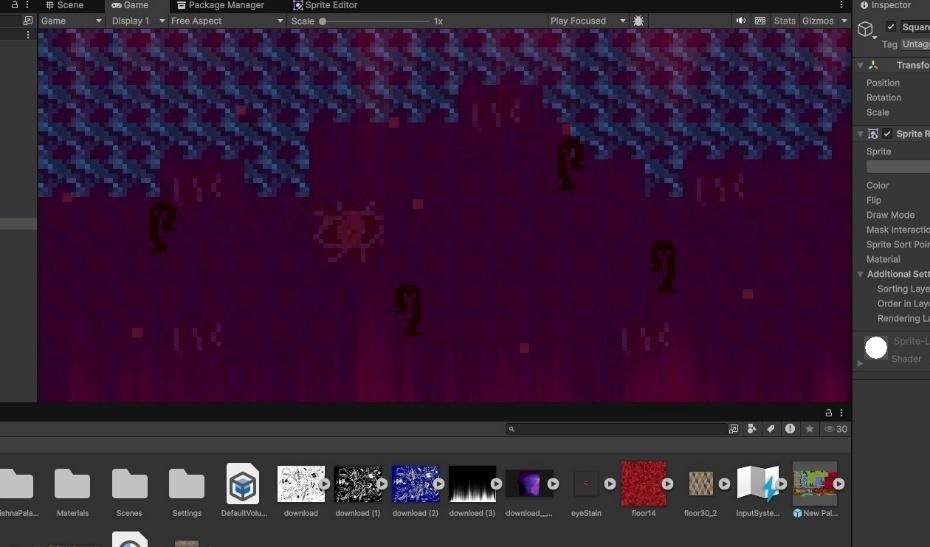 Scene
Game
Package Manager
Sprite Editor
Inspector
Game
Display 1
Free Aspect
Scale
1x
Play Focused
Stats
Gizmos
Square
Tag
Untag
Transfo
Position
Rotation
Scale
Sprite R
Sprite
Color
Flip
Draw Mode
Mask Interactio
Sprite Sort Poin
Material
Additional Sett
Sorting Laye
Order in Laye
Rendering La
Sprite-L
Shader
30
ishnaPala...
Materials
Scenes
Settings
DefaultVolu...
download
download (1)
download (2)
download (3)
download_...
eyeStain
floor14
floor30_2
InputSyste...
New Pal...